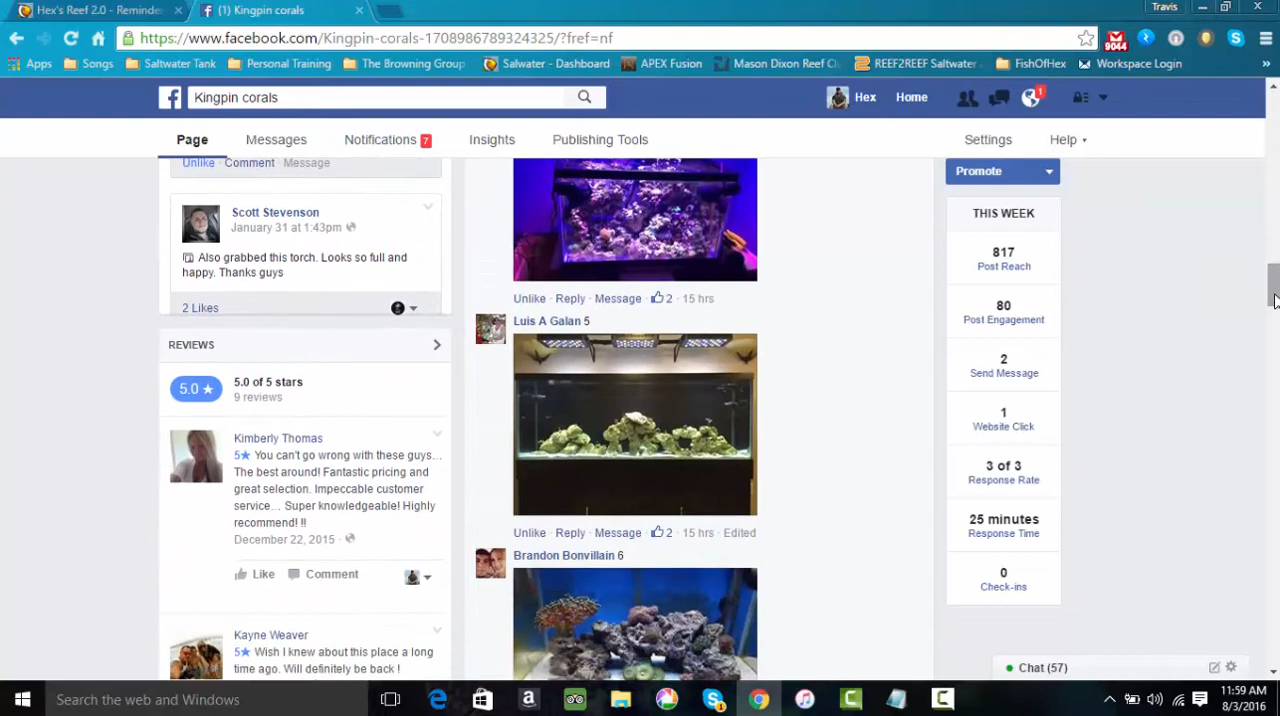 Hex's Reef 2.0 - Reminde
(1) Kingpin corals
Travis
https://www.facebook.com/Kingpin-corals-1708986789324325/?fref=nf
9044
Apps
Songs
Saltwater Tank
Personal Training
The Browning Group
Salwater - Dashboard
APEX Fusion
Mason Dixon Reef Cl
REEF2REEF Saltwater
FishOfHex
Workspace Login
»
Kingpin corals
Hex
Home
1
Page
Messages
Notifications 7
Insights
Publishing Tools
Settings
Help
Unlike · Comment · Message
Scott Stevenson
January 31 at 1:43pm
Also grabbed this torch. Looks so full and
happy. Thanks guys
2 Likes
REVIEWS
5.0 ★
5.0 of 5 stars
9 reviews
Kimberly Thomas
5★ You can't go wrong with these guys…
The best around! Fantastic pricing and
great selection. Impeccable customer
service… Super knowledgeable! Highly
recommend! !!
December 22, 2015 ·
Like
Comment
Kayne Weaver
5★ Wish I knew about this place a long
time ago. Will definitely be back !
Unlike · Reply · Message · 2 · 15 hrs
Luis A Galan 5
Unlike · Reply · Message · 2 · 15 hrs · Edited
Brandon Bonvillain 6
Promote
THIS WEEK
817
Post Reach
80
Post Engagement
2
Send Message
1
Website Click
3 of 3
Response Rate
25 minutes
Response Time
0
Check-ins
Chat (57)
Search the web and Windows
1
11:59 AM
8/3/2016